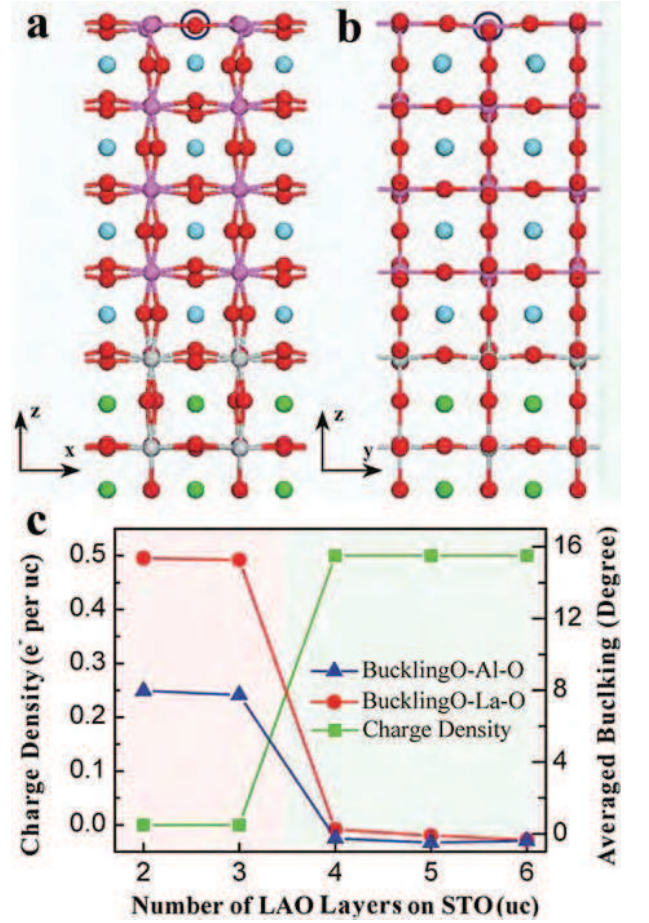 a
b
z
x
z
y
c
Charge Density (e⁻ per uc)
0.5
0.4
0.3
0.2
0.1
0.0
BucklingO-Al-O
BucklingO-La-O
Charge Density
16
12
8
4
0
Averaged Buclking (Degree)
2 3 4 5 6
Number of LAO Layers on STO (uc)